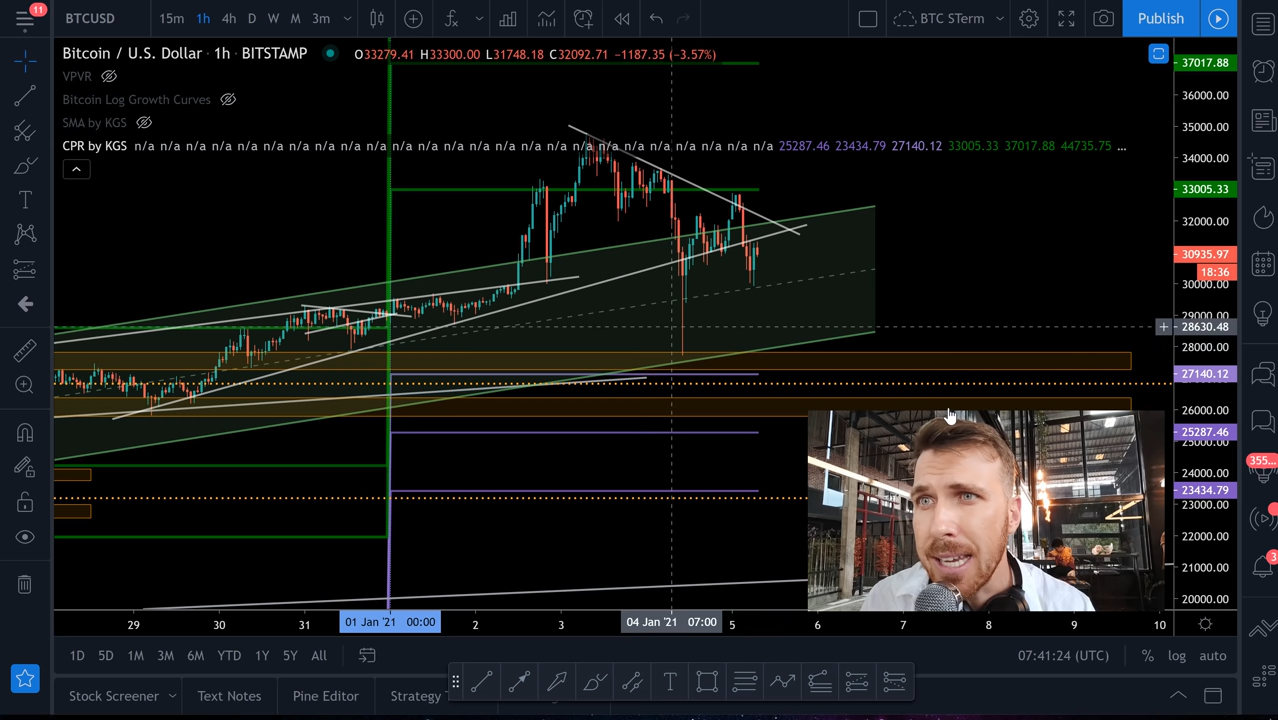 11
BTCUSD
15m 1h 4h D W M 3m
BTC STerm
Publish
Bitcoin / U.S. Dollar · 1h · BITSTAMP
O33279.41 H33300.00 L31748.18 C32092.71 −1187.35 (−3.57%)
VPVR
Bitcoin Log Growth Curves
SMA by KGS
CPR by KGS n/a n/a n/a n/a n/a n/a n/a n/a n/a n/a n/a n/a n/a n/a n/a n/a n/a n/a n/a n/a n/a n/a n/a n/a 25287.46 23434.79 27140.12 33005.33 37017.88 44735.75 ...
37017.88
36000.00
35000.00
34000.00
33005.33
32000.00
30935.97
18:36
30000.00
29000.00
28630.48
28000.00
27140.12
26000.00
25287.46
25000.00
24000.00
23434.79
22000.00
21000.00
20000.00
355...
3
29 30 31 01 Jan '21 00:00 2 3 04 Jan '21 07:00 5 6 7 8 9 10
1D 5D 1M 3M 6M YTD 1Y 5Y All
07:41:24 (UTC) % log auto
Stock Screener Text Notes Pine Editor Strategy